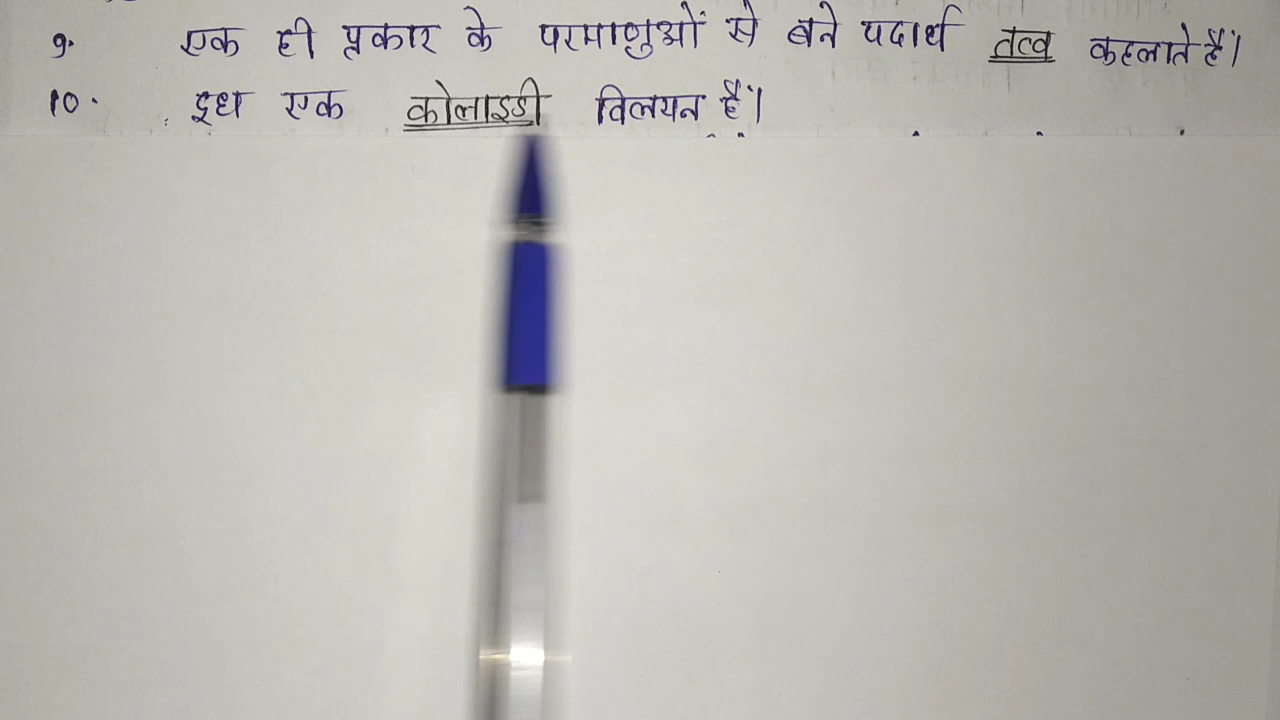 9. एक ही प्रकार के परमाणुओं से बने पदार्थ तत्व कहलाते हैं।
10. दूध एक कोलाइडी विलयन हैं।